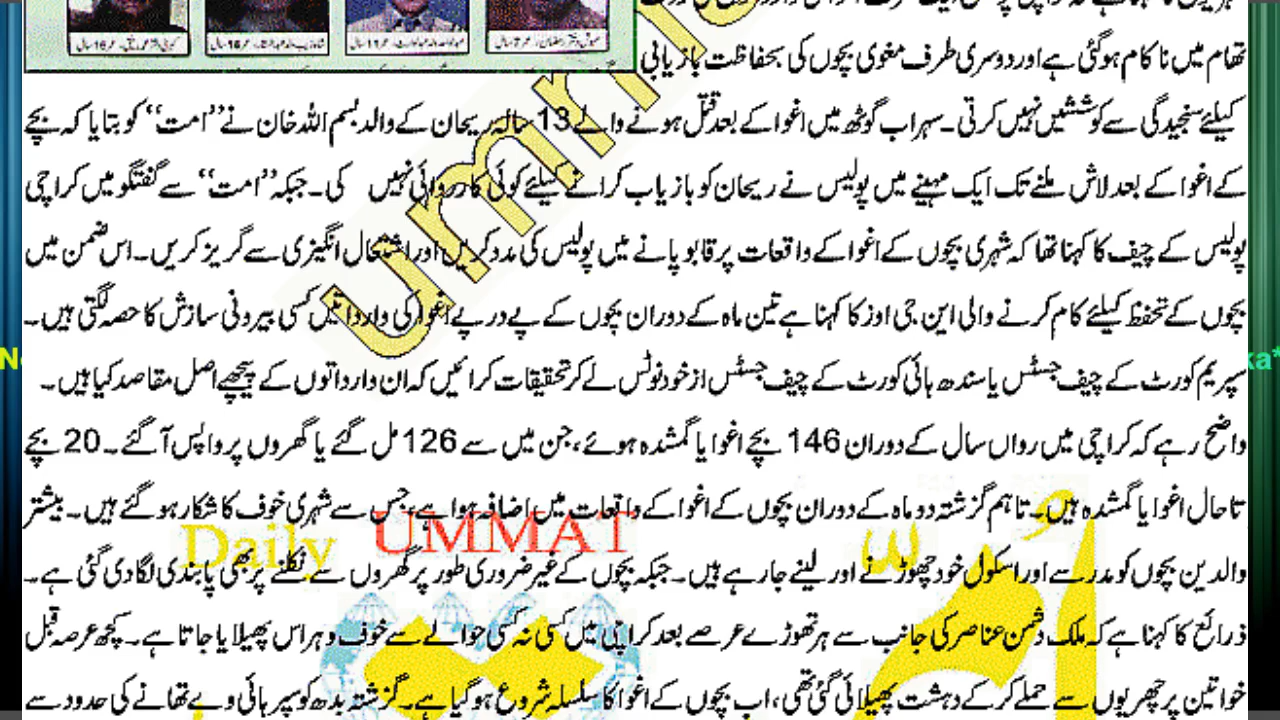 تھام میں ناکام ہوگئی ہے اور دوسری طرف مغوی بچوں کی بحفاظت بازیابی
کیلئے سنجیدگی سے کوششیں نہیں کرتی۔ سہراب گوٹھ میں اغوا کے بعد قتل ہونے والے 13 سالہ ریحان کے والد بسم اللہ خان نے ’’امت‘‘ کو بتایا کہ بچے
کے اغوا کے بعد لاش ملنے تک ایک مہینے میں پولیس نے ریحان کو بازیاب کرانے کیلئے کوئی کارروائی نہیں کی۔ جبکہ ’’امت‘‘ سے گفتگو میں کراچی
پولیس کے چیف کا کہنا تھا کہ شہری بچوں کے اغوا کے واقعات پر قابو پانے میں پولیس کی مدد کریں اور اشتعال انگیزی سے گریز کریں۔ اس ضمن میں
بچوں کے تحفظ کیلئے کام کرنے والی این جی اوز کا کہنا ہے تین ماہ کے دوران بچوں کے پے در پے اغوا کی وارداتیں کسی بیرونی سازش کا حصہ لگتی ہیں۔
سپریم کورٹ کے چیف جسٹس یا سندھ ہائی کورٹ کے چیف جسٹس از خود نوٹس لے کر تحقیقات کرائیں کہ ان وارداتوں کے پیچھے اصل مقاصد کیا ہیں۔
واضح رہے کہ کراچی میں رواں سال کے دوران 146 بچے اغوا یا گمشدہ ہوئے، جن میں سے 126 مل گئے یا گھروں پر واپس آگئے۔ 20 بچے
تاحال اغوا یا گمشدہ ہیں۔ تاہم گزشتہ دو ماہ کے دوران بچوں کے اغوا کے واقعات میں اضافہ ہوا ہے، جس سے شہری خوف کا شکار ہوگئے ہیں۔ بیشتر
والدین بچوں کو مدرسے اور اسکول خود چھوڑنے اور لینے جارہے ہیں۔ جبکہ بچوں کے غیر ضروری طور پر گھروں سے نکلنے پر بھی پابندی لگا دی گئی ہے۔
ذرائع کا کہنا ہے کہ ملک دشمن عناصر کی جانب سے ہر تھوڑے عرصے بعد کراچی میں کسی نہ کسی حوالے سے خوف و ہراس پھیلایا جاتا ہے۔ کچھ عرصہ قبل
خواتین پر چھریوں سے حملے کرکے دہشت پھیلائی گئی تھی، اب بچوں کے اغوا کا سلسلہ شروع ہوگیا ہے۔ گزشتہ بدھ کو سپر ہائی وے تھانے کی حدود سے
Daily UMMAT